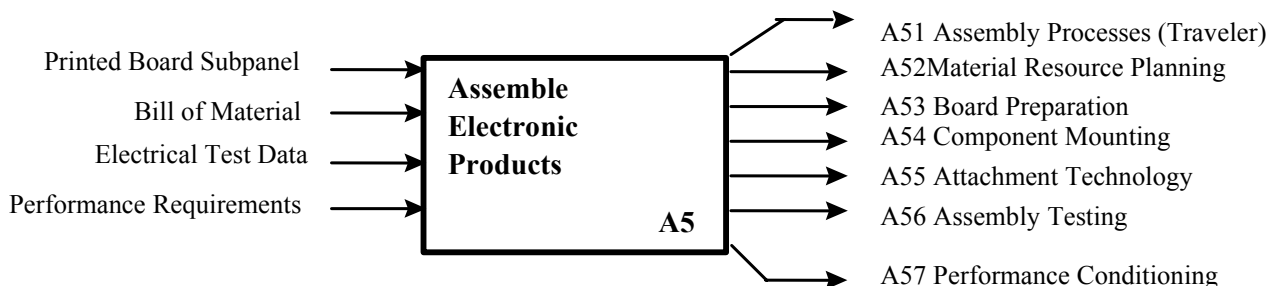 Printed Board Subpanel
Bill of Material
Electrical Test Data
Performance Requirements
Assemble
Electronic
Products
A5
A51 Assembly Processes (Traveler)
A52Material Resource Planning
A53 Board Preparation
A54 Component Mounting
A55 Attachment Technology
A56 Assembly Testing
A57 Performance Conditioning